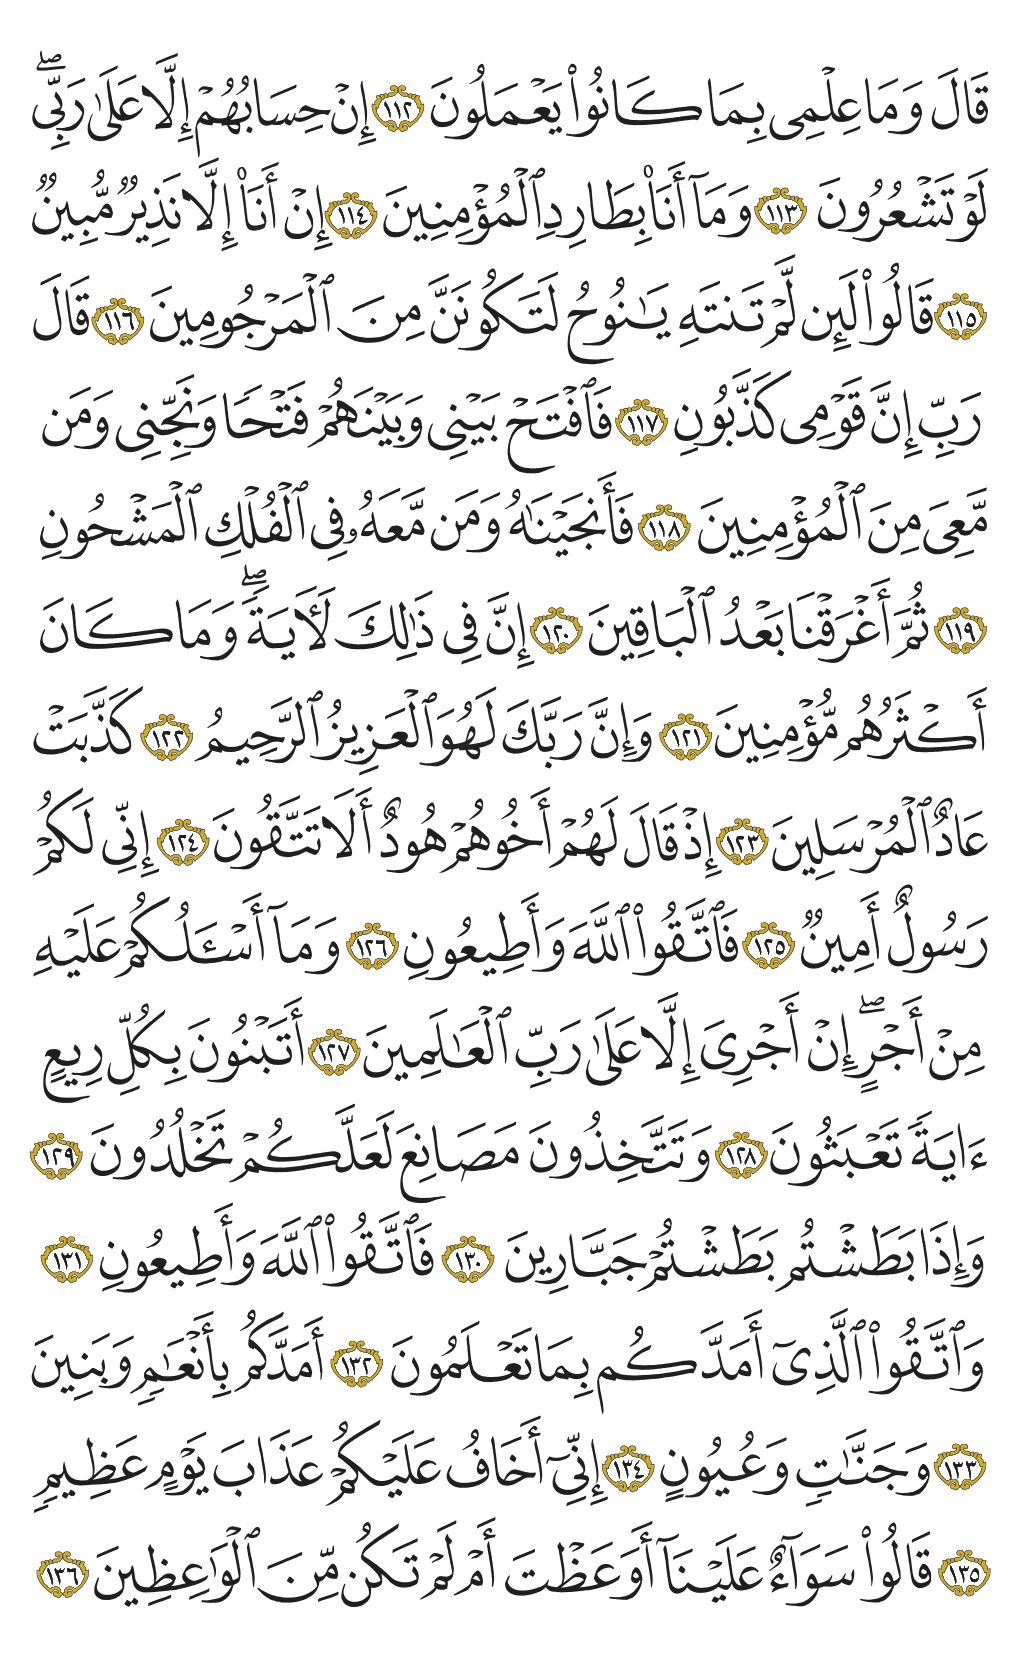 قَالَ وَمَا عِلْمِى بِمَا كَانُوا۟ يَعْمَلُونَ ١١٢ إِنْ حِسَابُهُمْ إِلَّا عَلَىٰ رَبِّى ۖ
لَوْ تَشْعُرُونَ ١١٣ وَمَآ أَنَا۠ بِطَارِدِ ٱلْمُؤْمِنِينَ ١١٤ إِنْ أَنَا۠ إِلَّا نَذِيرٌ مُّبِينٌ
١١٥ قَالُوا۟ لَئِن لَّمْ تَنتَهِ يَـٰنُوحُ لَتَكُونَنَّ مِنَ ٱلْمَرْجُومِينَ ١١٦ قَالَ
رَبِّ إِنَّ قَوْمِى كَذَّبُونِ ١١٧ فَٱفْتَحْ بَيْنِى وَبَيْنَهُمْ فَتْحًا وَنَجِّنِى وَمَن
مَّعِىَ مِنَ ٱلْمُؤْمِنِينَ ١١٨ فَأَنجَيْنَـٰهُ وَمَن مَّعَهُۥ فِى ٱلْفُلْكِ ٱلْمَشْحُونِ
١١٩ ثُمَّ أَغْرَقْنَا بَعْدُ ٱلْبَاقِينَ ١٢٠ إِنَّ فِى ذَٰلِكَ لَـَٔايَةً ۖ وَمَا كَانَ
أَكْثَرُهُم مُّؤْمِنِينَ ١٢١ وَإِنَّ رَبَّكَ لَهُوَ ٱلْعَزِيزُ ٱلرَّحِيمُ ١٢٢ كَذَّبَتْ
عَادٌ ٱلْمُرْسَلِينَ ١٢٣ إِذْ قَالَ لَهُمْ أَخُوهُمْ هُودٌ أَلَا تَتَّقُونَ ١٢٤ إِنِّى لَكُمْ
رَسُولٌ أَمِينٌ ١٢٥ فَٱتَّقُوا۟ ٱللَّهَ وَأَطِيعُونِ ١٢٦ وَمَآ أَسْـَٔلُكُمْ عَلَيْهِ
مِنْ أَجْرٍ ۖ إِنْ أَجْرِىَ إِلَّا عَلَىٰ رَبِّ ٱلْعَـٰلَمِينَ ١٢٧ أَتَبْنُونَ بِكُلِّ رِيعٍ
ءَايَةً تَعْبَثُونَ ١٢٨ وَتَتَّخِذُونَ مَصَانِعَ لَعَلَّكُمْ تَخْلُدُونَ ١٢٩
وَإِذَا بَطَشْتُم بَطَشْتُمْ جَبَّارِينَ ١٣٠ فَٱتَّقُوا۟ ٱللَّهَ وَأَطِيعُونِ ١٣١
وَٱتَّقُوا۟ ٱلَّذِىٓ أَمَدَّكُم بِمَا تَعْلَمُونَ ١٣٢ أَمَدَّكُم بِأَنْعَـٰمٍ وَبَنِينَ
١٣٣ وَجَنَّـٰتٍ وَعُيُونٍ ١٣٤ إِنِّىٓ أَخَافُ عَلَيْكُمْ عَذَابَ يَوْمٍ عَظِيمٍ
١٣٥ قَالُوا۟ سَوَآءٌ عَلَيْنَآ أَوَعَظْتَ أَمْ لَمْ تَكُن مِّنَ ٱلْوَٰعِظِينَ ١٣٦